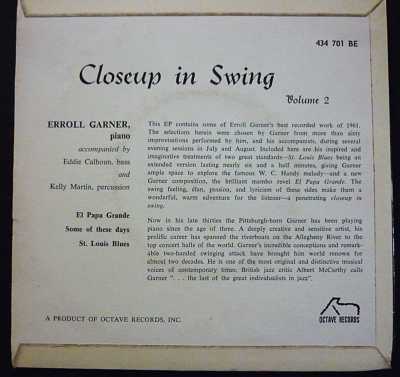 434 701 BE
Closeup in Swing
Volume 2
ERROLL GARNER,
piano
accompanied by
Eddie Calhoun, bass
and
Kelly Martin, percussion
El Papa Grande
Some of these days
St. Louis Blues
This EP contains some of Erroll Garner's best recorded work of 1961.
The selections herein were chosen by Garner from more than sixty
improvisations performed by him, and his accompanists, during several
evening sessions in July and August. Included here are his inspired and
imaginative treatments of two great standards—St. Louis Blues being an
extended version lasting nearly six and a half minutes, giving Garner
ample space to explore the famous W. C. Handy melody—and a new
Garner composition, the brilliant mambo revel El Papa Grande. The
swing feeling, élan, passion, and lyricism of these sides make them a
wonderful, warm adventure for the listener—a penetrating closeup in
swing.
Now in his late thirties the Pittsburgh-born Garner has been playing
piano since the age of three. A deeply creative and sensitive artist, his
prolific career has spanned the riverboats on the Allegheny River to the
top concert halls of the world. Garner's incredible conceptions and remark-
able two-handed swinging attack have brought him world renown for
almost two decades. He is one of the most original and distinctive musical
voices of contemporary times. British jazz critic Albert McCarthy calls
Garner ". . . the last of the great individualists in jazz".
A PRODUCT OF OCTAVE RECORDS, INC.
OCTAVE RECORDS